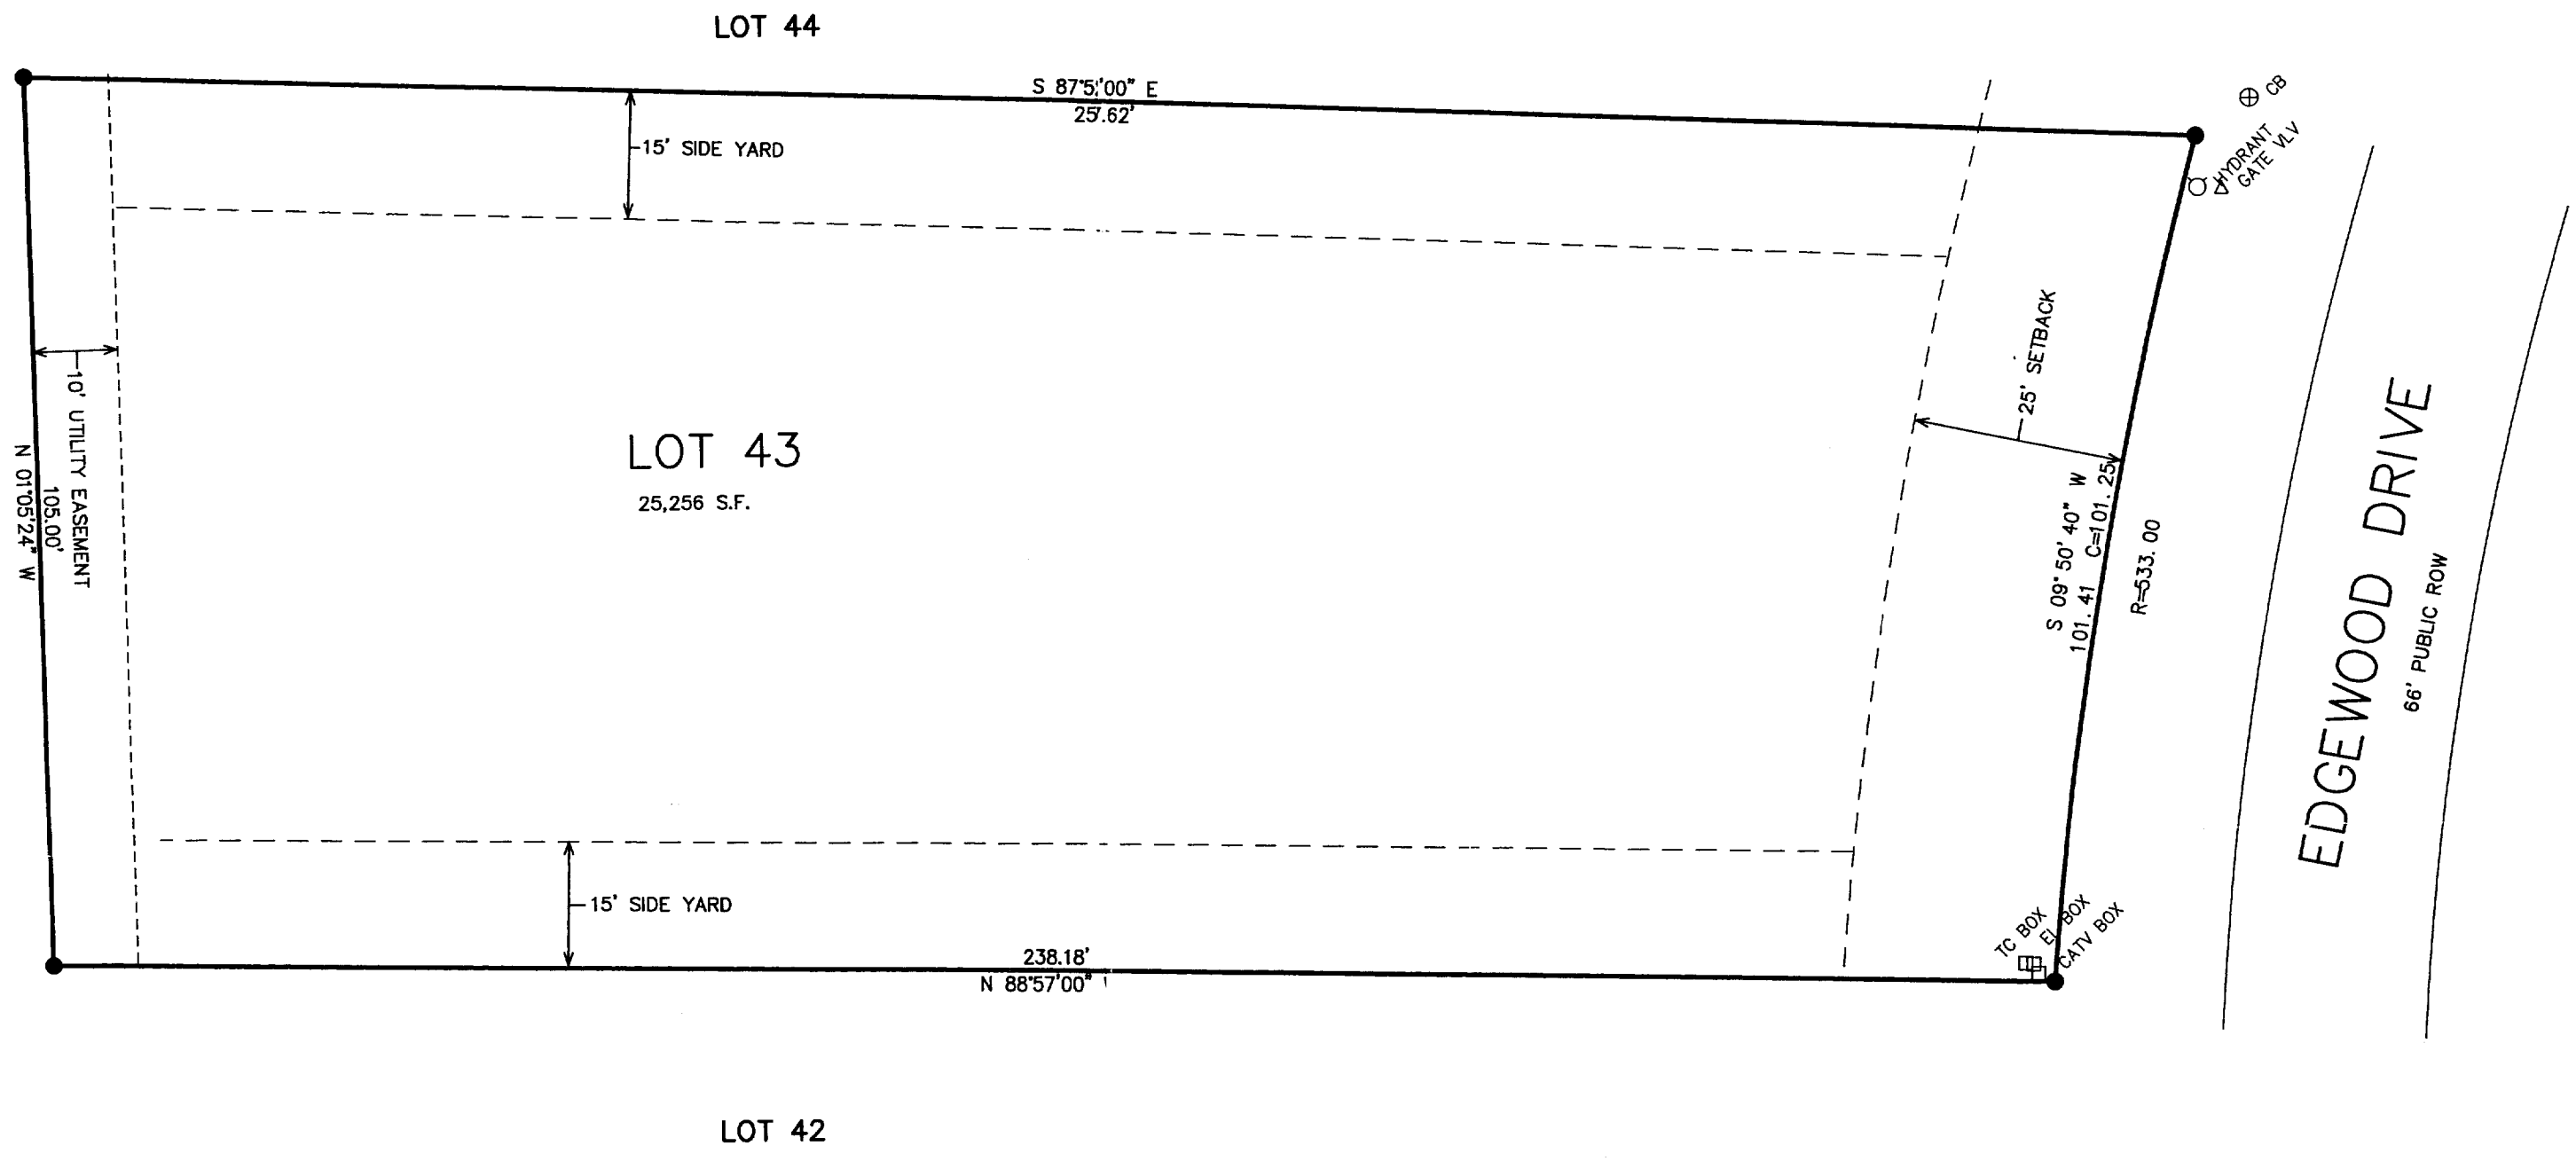 LOT 44
S 87°5 '00" E
25 .62'
CB
HYDRANT
GATE VLV
15' SIDE YARD
25' SETBACK
10' UTILITY EASEMENT
105.00'
N 01°05'24" W
LOT 43
25,256 S.F.
S 09° 50' 40" W
101. 41 C=101. 25
R=533. 00
EDGEWOOD DRIVE
66' PUBLIC ROW
15' SIDE YARD
TC BOX
EL BOX
CATV BOX
238.18'
N 88°57'00"
LOT 42